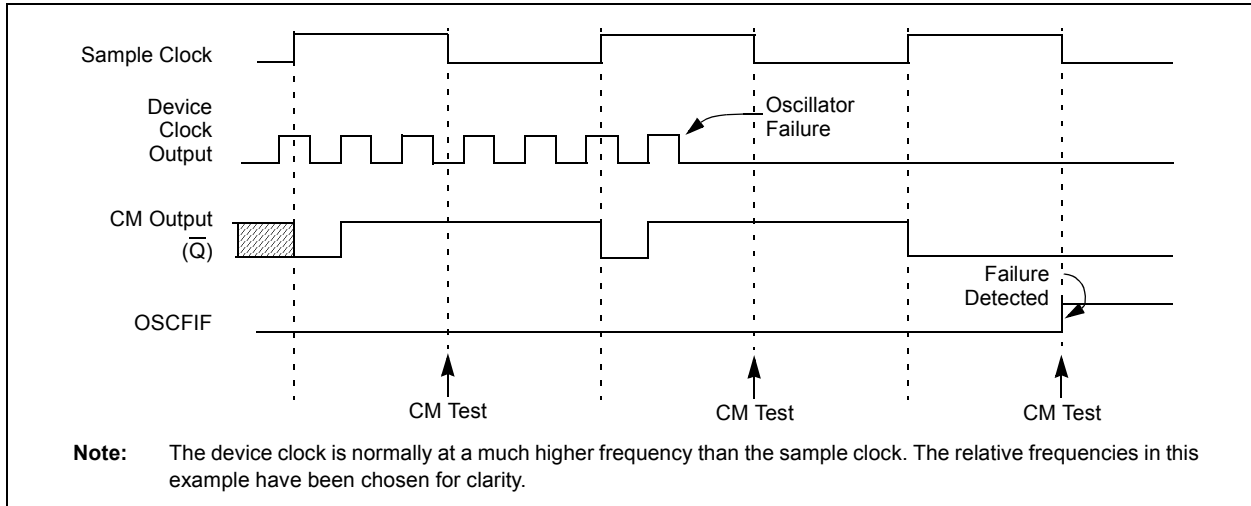 Sample Clock
Device
Clock
Output
Oscillator
Failure
CM Output
(Q̅)
Failure
Detected
OSCFIF
CM Test
CM Test
CM Test
Note: The device clock is normally at a much higher frequency than the sample clock. The relative frequencies in this
example have been chosen for clarity.